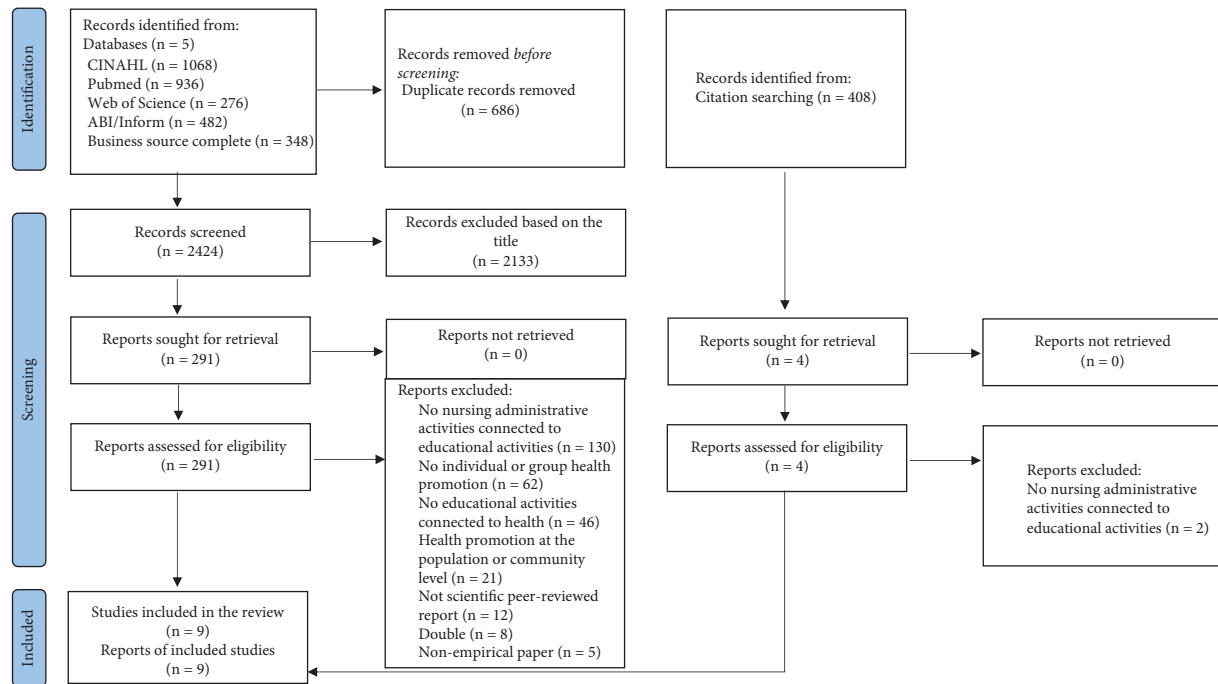 Identification
Records identified from:
Databases (n = 5)
CINAHL (n = 1068)
Pubmed (n = 936)
Web of Science (n = 276)
ABI/Inform (n = 482)
Business source complete (n = 348)
Records removed before
screening:
Duplicate records removed
(n = 686)
Records identified from:
Citation searching (n = 408)
Screening
Records screened
(n = 2424)
Records excluded based on the
title
(n = 2133)
Reports sought for retrieval
(n = 291)
Reports not retrieved
(n = 0)
Reports sought for retrieval
(n = 4)
Reports not retrieved
(n = 0)
Reports assessed for eligibility
(n = 291)
Reports excluded:
No nursing administrative
activities connected to
educational activities (n = 130)
No individual or group health
promotion (n = 62)
No educational activities
connected to health (n = 46)
Health promotion at the
population or community
level (n = 21)
Not scientific peer-reviewed
report (n = 12)
Double (n = 8)
Non-empirical paper (n = 5)
Reports assessed for eligibility
(n = 4)
Reports excluded:
No nursing administrative
activities connected to
educational activities (n = 2)
Included
Studies included in the review
(n = 9)
Reports of included studies
(n = 9)